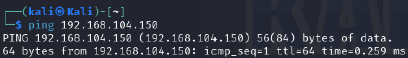 ┌──(kali㉿Kali)-[~]
└─$ ping 192.168.104.150
PING 192.168.104.150 (192.168.104.150) 56(84) bytes of data.
64 bytes from 192.168.104.150: icmp_seq=1 ttl=64 time=0.259 ms